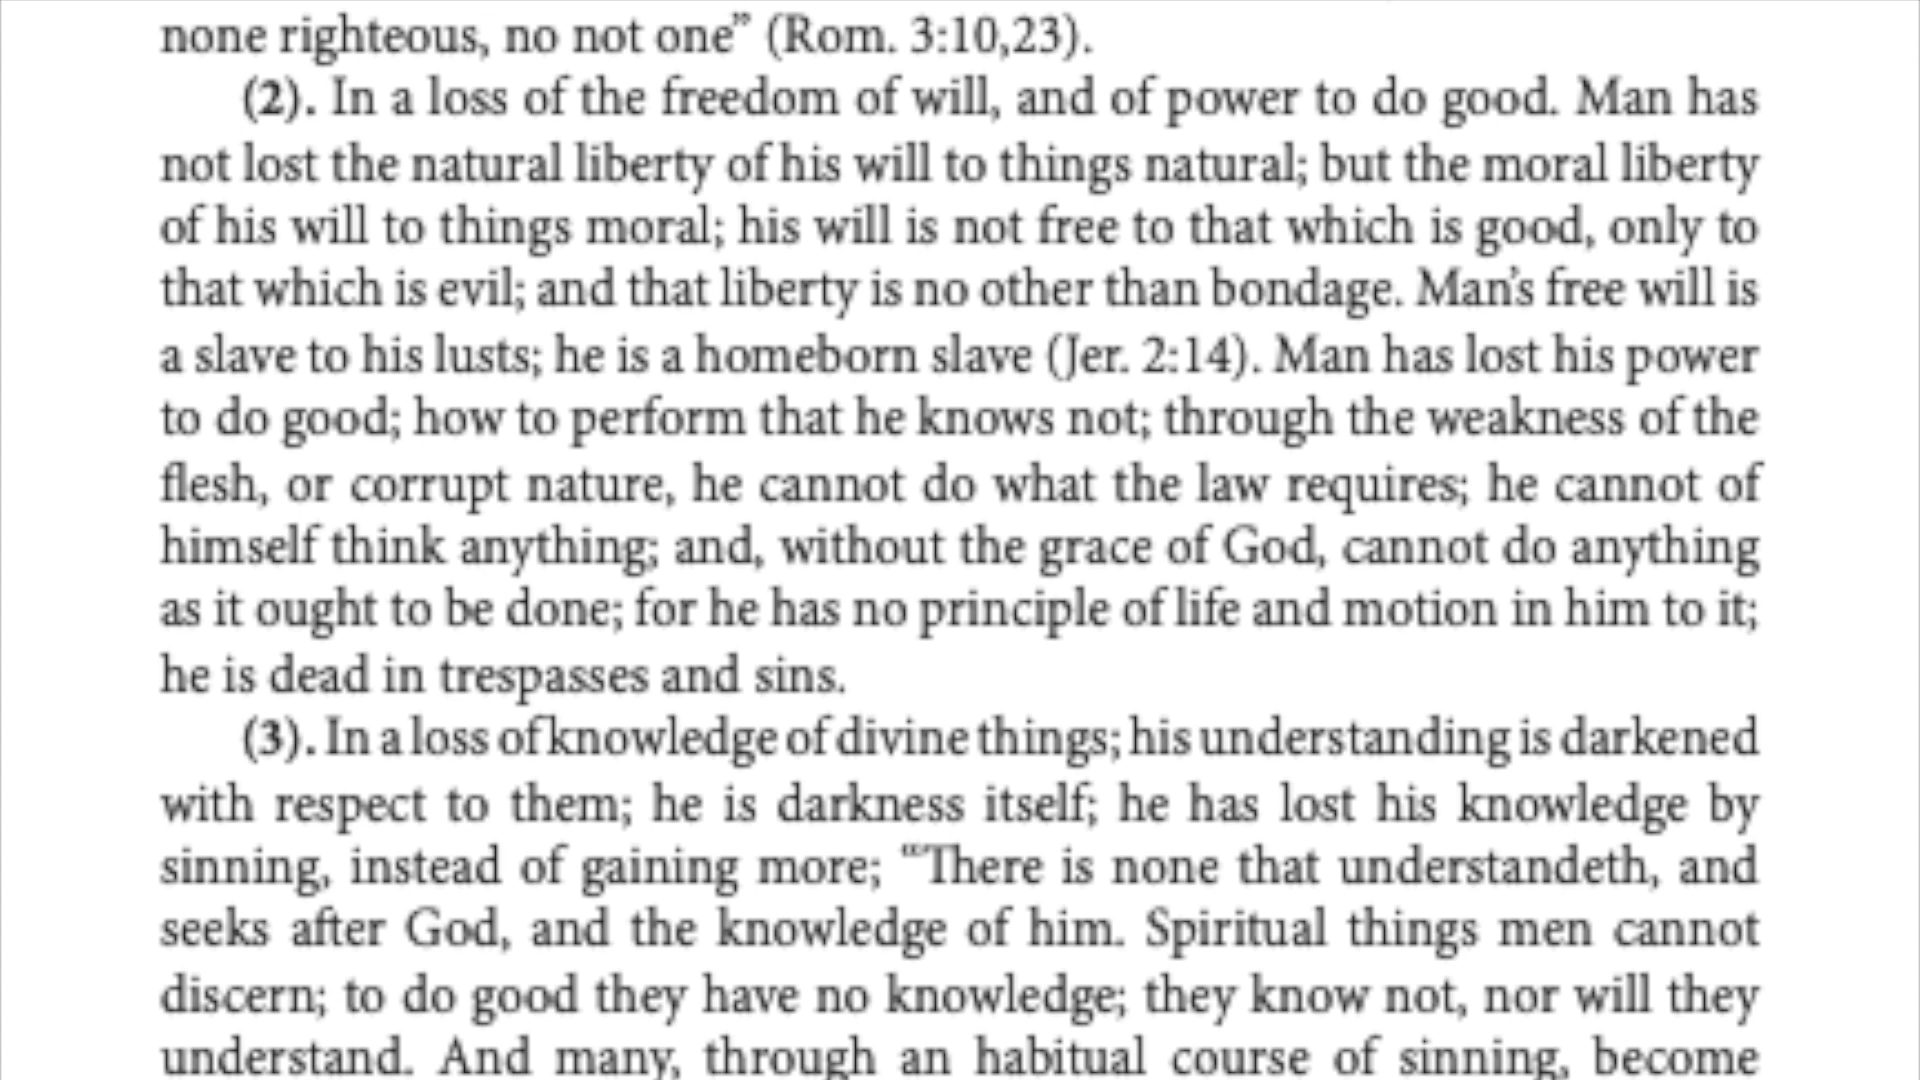 none righteous, no not one” (Rom. 3:10,23).
(2). In a loss of the freedom of will, and of power to do good. Man has
not lost the natural liberty of his will to things natural; but the moral liberty
of his will to things moral; his will is not free to that which is good, only to
that which is evil; and that liberty is no other than bondage. Man’s free will is
a slave to his lusts; he is a homeborn slave (Jer. 2:14). Man has lost his power
to do good; how to perform that he knows not; through the weakness of the
flesh, or corrupt nature, he cannot do what the law requires; he cannot of
himself think anything; and, without the grace of God, cannot do anything
as it ought to be done; for he has no principle of life and motion in him to it;
he is dead in trespasses and sins.
(3). In a loss of knowledge of divine things; his understanding is darkened
with respect to them; he is darkness itself; he has lost his knowledge by
sinning, instead of gaining more; “There is none that understandeth, and
seeks after God, and the knowledge of him. Spiritual things men cannot
discern; to do good they have no knowledge; they know not, nor will they
understand. And many, through an habitual course of sinning, become